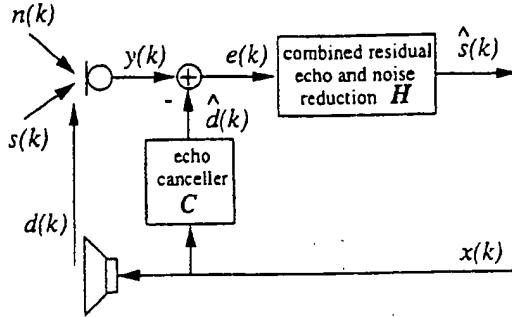 n(k)
y(k)
e(k)
combined residual
echo and noise
reduction H
ŝ(k)
s(k)
-
d̂(k)
echo
canceller
C
d(k)
x(k)